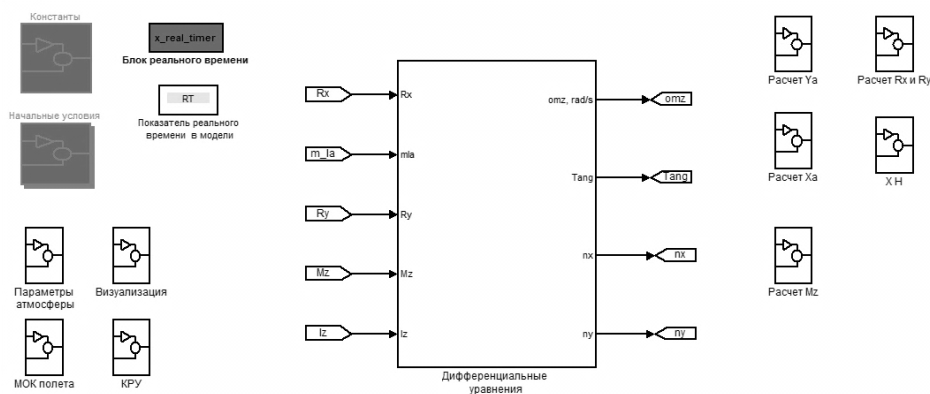 Константы
x_real_timer
Блок реального времени
RT
Показатель реального
времени в модели
Начальные условия
Параметры
атмосферы
Визуализация
МОК полета
КРУ
Rx
m_la
Ry
Mz
Iz
Rx
mla
Ry
Mz
Iz
omz, rad/s
Tang
nx
ny
Дифференциальные
уравнения
omz
Tang
nx
ny
Расчет Ya
Расчет Rx и Ry
Расчет Xa
X H
Расчет Mz